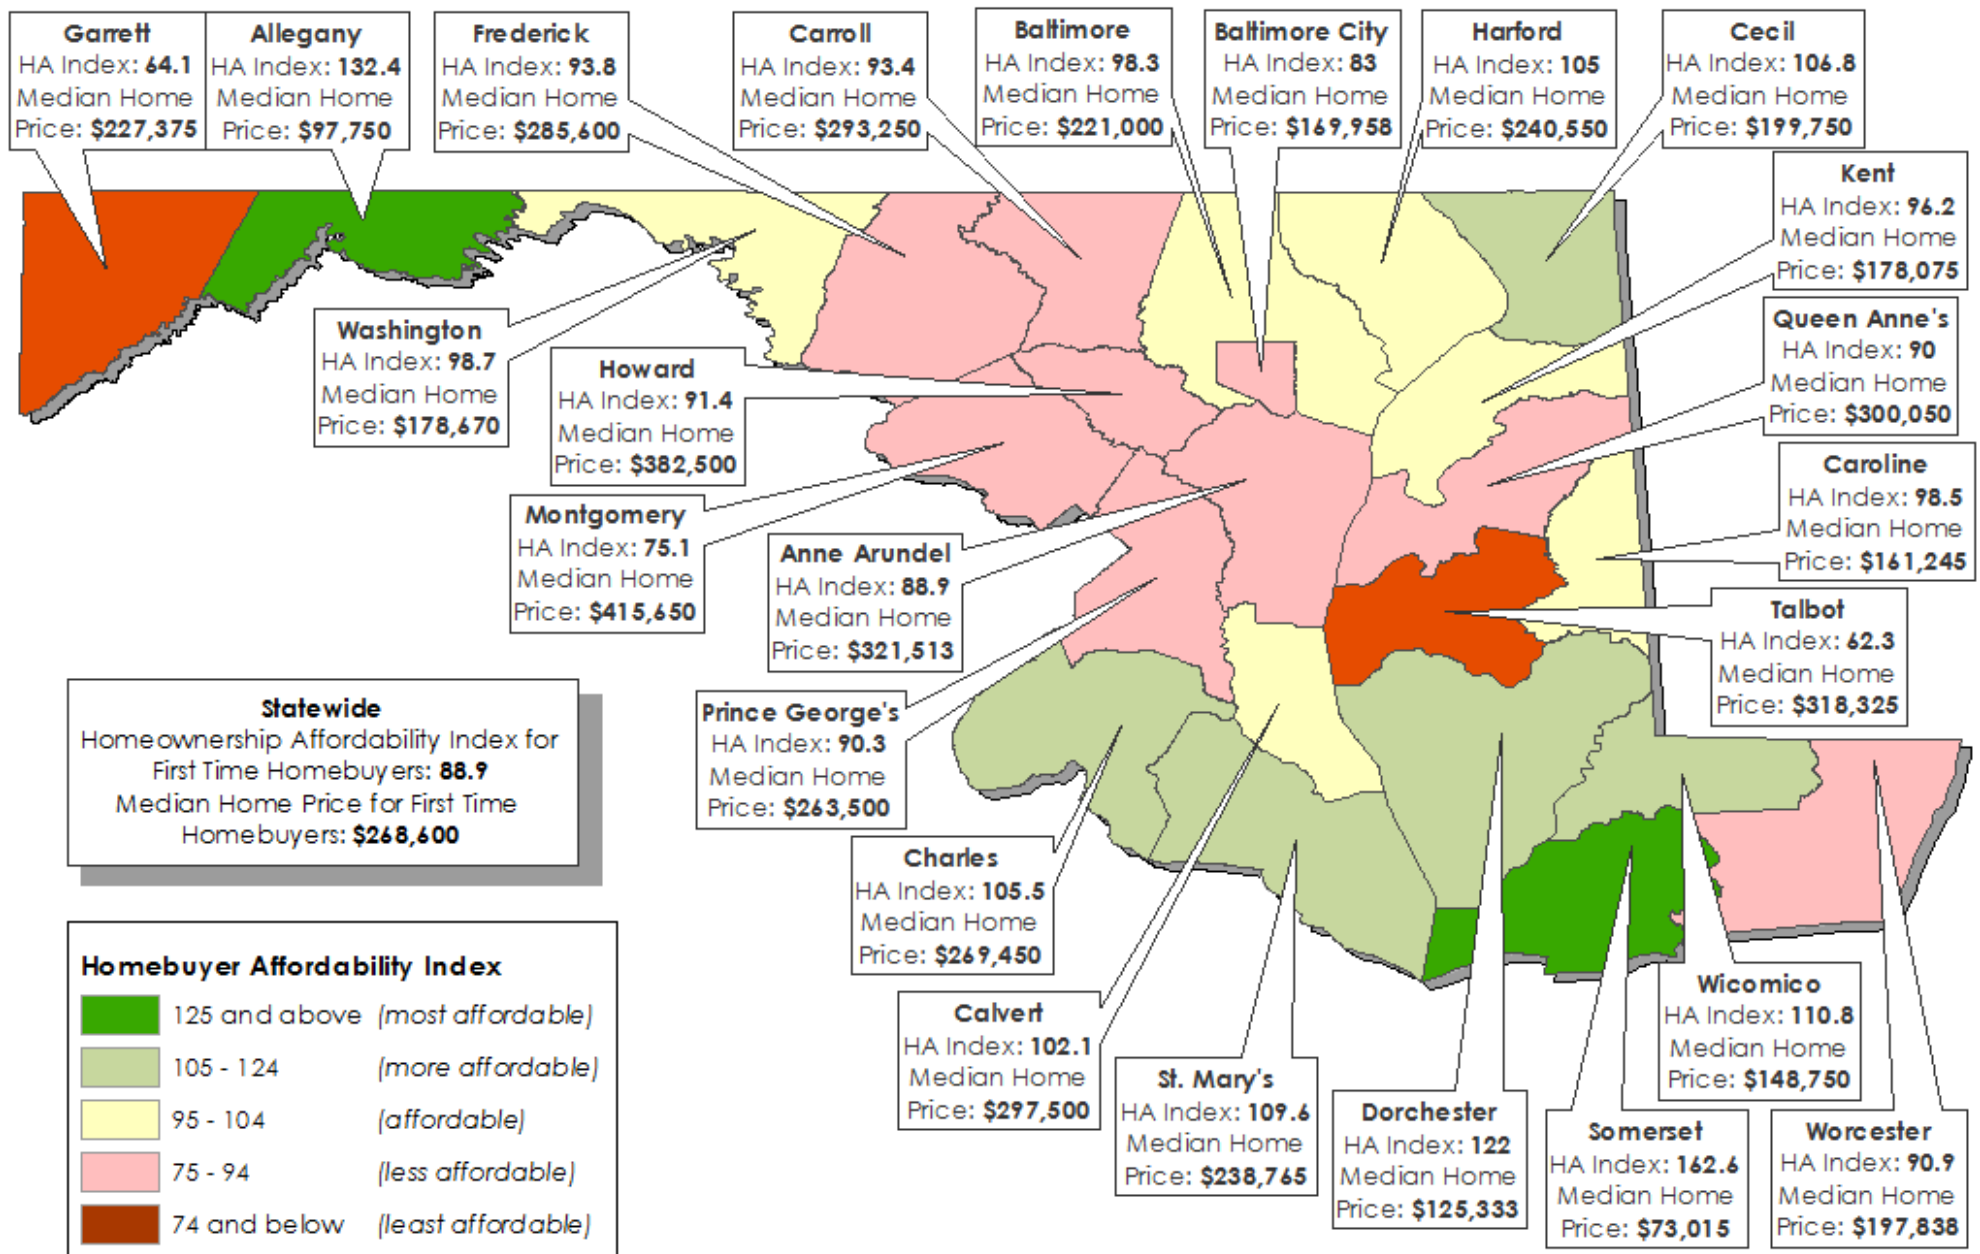 Garrett
HA Index: 64.1
Median Home
Price: $227,375
Allegany
HA Index: 132.4
Median Home
Price: $97,750
Frederick
HA Index: 93.8
Median Home
Price: $285,600
Carroll
HA Index: 93.4
Median Home
Price: $293,250
Baltimore
HA Index: 98.3
Median Home
Price: $221,000
Baltimore City
HA Index: 83
Median Home
Price: $169,958
Harford
HA Index: 105
Median Home
Price: $240,550
Cecil
HA Index: 106.8
Median Home
Price: $199,750
Kent
HA Index: 96.2
Median Home
Price: $178,075
Washington
HA Index: 98.7
Median Home
Price: $178,670
Queen Anne's
HA Index: 90
Median Home
Price: $300,050
Howard
HA Index: 91.4
Median Home
Price: $382,500
Caroline
HA Index: 98.5
Median Home
Price: $161,245
Montgomery
HA Index: 75.1
Median Home
Price: $415,650
Anne Arundel
HA Index: 88.9
Median Home
Price: $321,513
Talbot
HA Index: 62.3
Median Home
Price: $318,325
Prince George's
HA Index: 90.3
Median Home
Price: $263,500
Statewide
Homeownership Affordability Index for
First Time Homebuyers: 88.9
Median Home Price for First Time
Homebuyers: $268,600
Charles
HA Index: 105.5
Median Home
Price: $269,450
Calvert
HA Index: 102.1
Median Home
Price: $297,500
St. Mary's
HA Index: 109.6
Median Home
Price: $238,765
Dorchester
HA Index: 122
Median Home
Price: $125,333
Wicomico
HA Index: 110.8
Median Home
Price: $148,750
Somerset
HA Index: 162.6
Median Home
Price: $73,015
Worcester
HA Index: 90.9
Median Home
Price: $197,838
Homebuyer Affordability Index
125 and above (most affordable)
105 - 124 (more affordable)
95 - 104 (affordable)
75 - 94 (less affordable)
74 and below (least affordable)